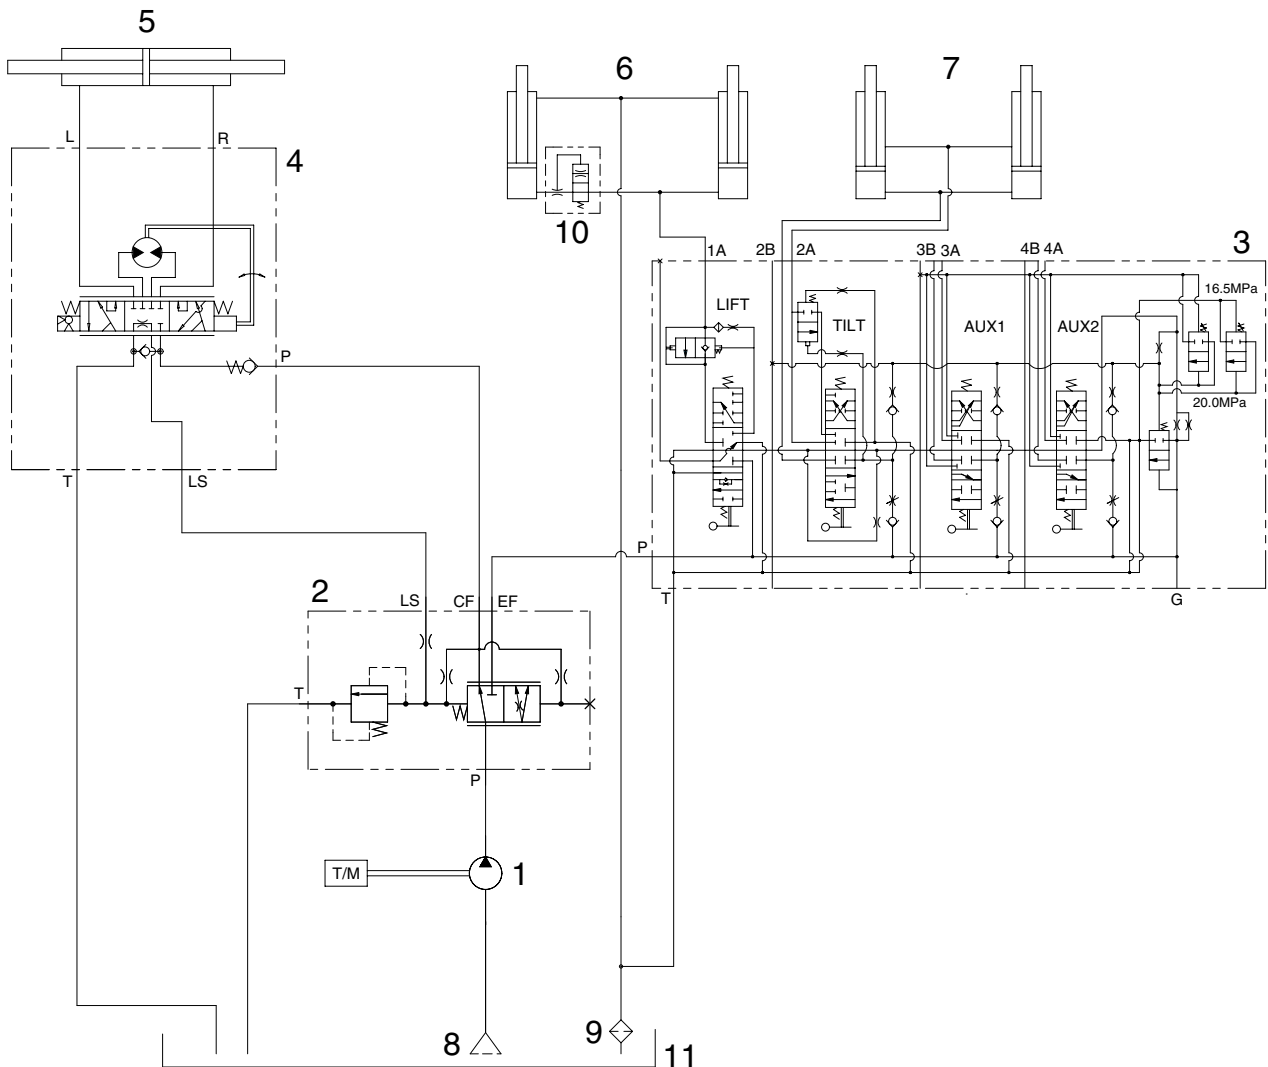 5
6
7
L
R
4
10
1A
2B
2A
3B
3A
4B
4A
3
16.5MPa
LIFT
TILT
AUX1
AUX2
P
20.0MPa
T
LS
P
2
LS
CF
EF
T
G
T
P
T/M
1
8
9
11